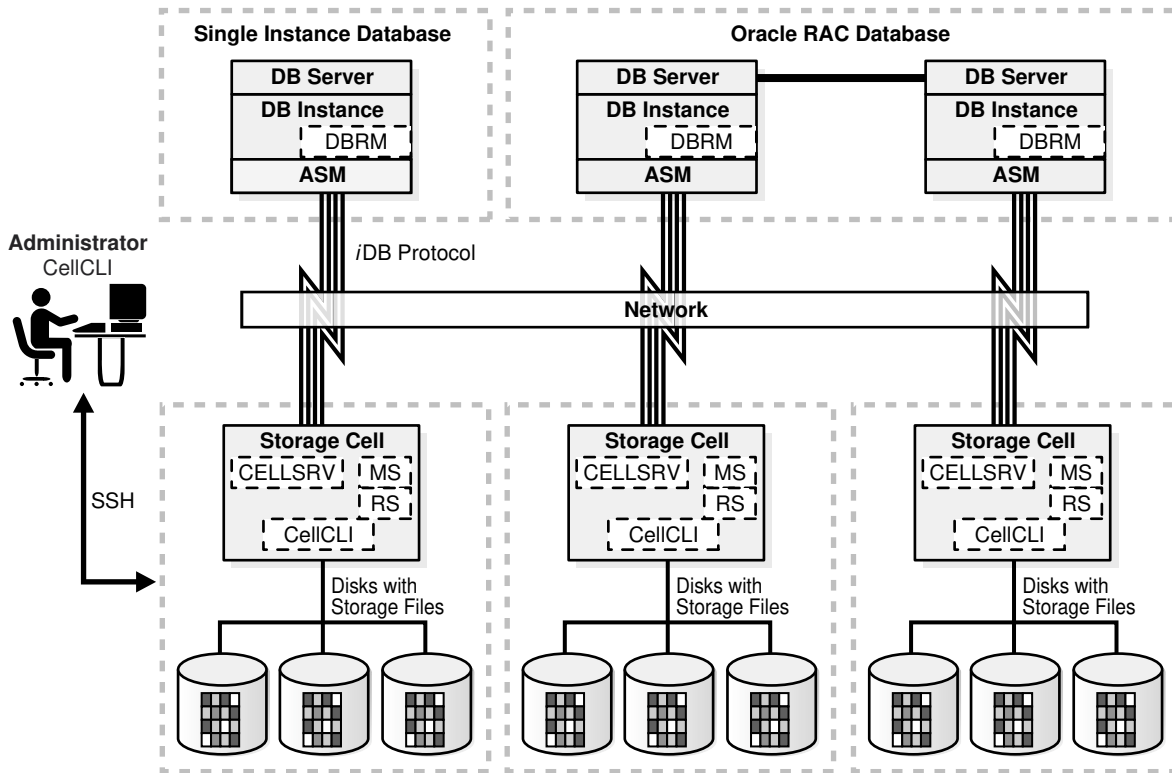 Single Instance Database
Oracle RAC Database
DB Server
DB Instance
DBRM
ASM
DB Server
DB Instance
DBRM
ASM
DB Server
DB Instance
DBRM
ASM
Administrator
CellCLI
iDB Protocol
Network
SSH
Storage Cell
CELLSRV
MS
RS
CellCLI
Disks with
Storage Files
Storage Cell
CELLSRV
MS
RS
CellCLI
Disks with
Storage Files
Storage Cell
CELLSRV
MS
RS
CellCLI
Disks with
Storage Files